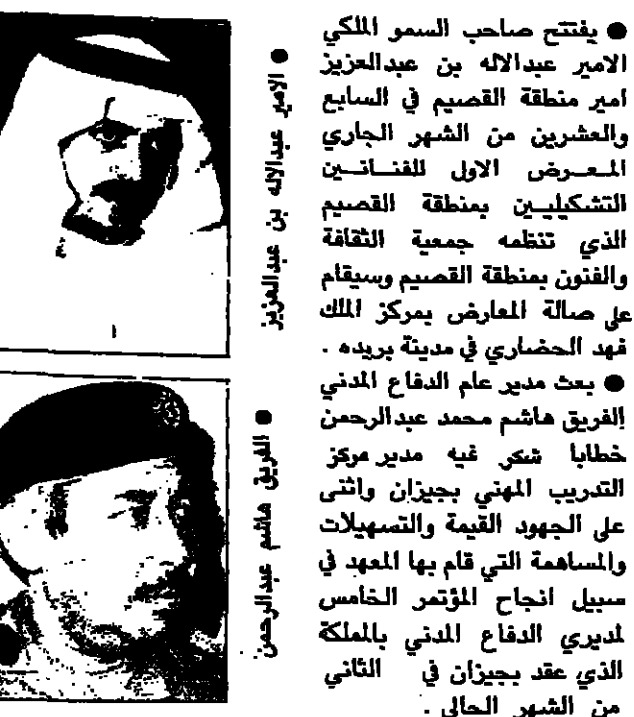 ● يفتتح صاحب السمو الملكي
الامير عبدالاله بن عبدالعزيز
امير منطقة القصيم في السابع
والعشرين من الشهر الجاري
المعرض الاول للفنانين
التشكيليين بمنطقة القصيم
الذي تنظمه جمعية الثقافة
والفنون بمنطقة القصيم وسيقام
على صالة المعارض بمركز الملك
فهد الحضاري في مدينة بريده .
● بعث مدير عام الدفاع المدني
الفريق هاشم محمد عبدالرحمن
خطابا شكر فيه مدير مركز
التدريب المهني بجيزان واثنى
على الجهود القيمة والتسهيلات
والمساهمة التي قام بها المعهد في
سبيل انجاح المؤتمر الخامس
لمديري الدفاع المدني بالمملكة
الذي عقد بجيزان في الثاني
من الشهر الحالي .
● الامير عبدالاله بن عبدالعزيز
● الفريق هاشم عبدالرحمن